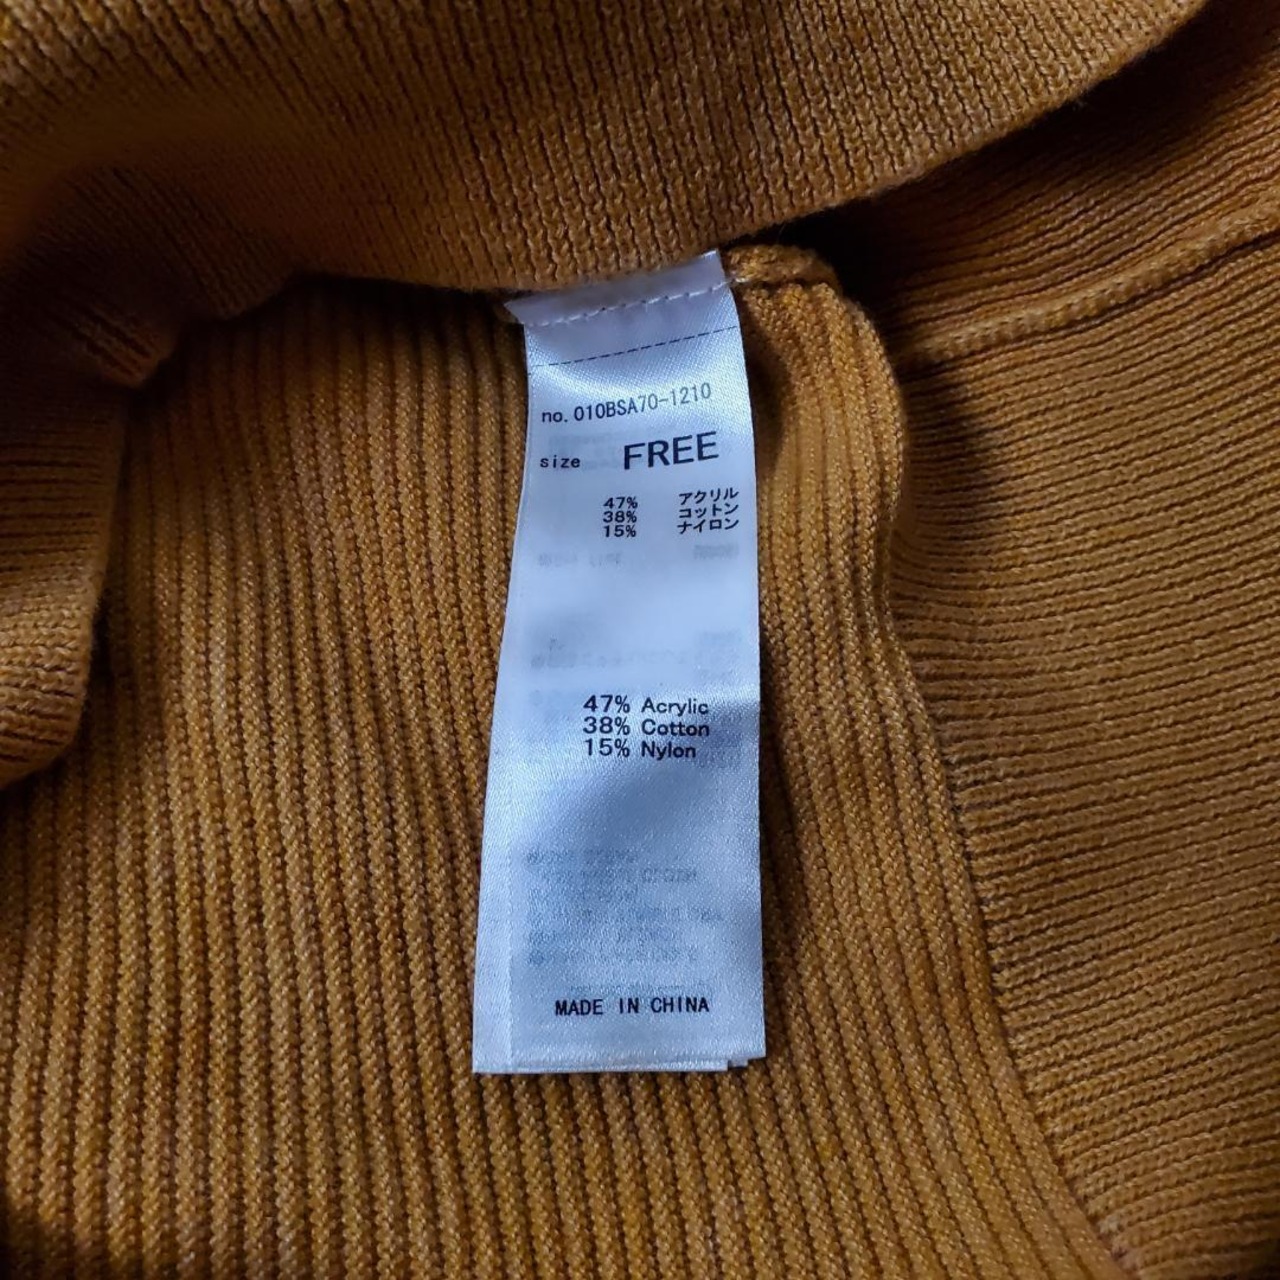 no. 010BSA70-1210
size FREE
47% アクリル
38% コットン
15% ナイロン
47% Acrylic
38% Cotton
15% Nylon
MADE IN CHINA